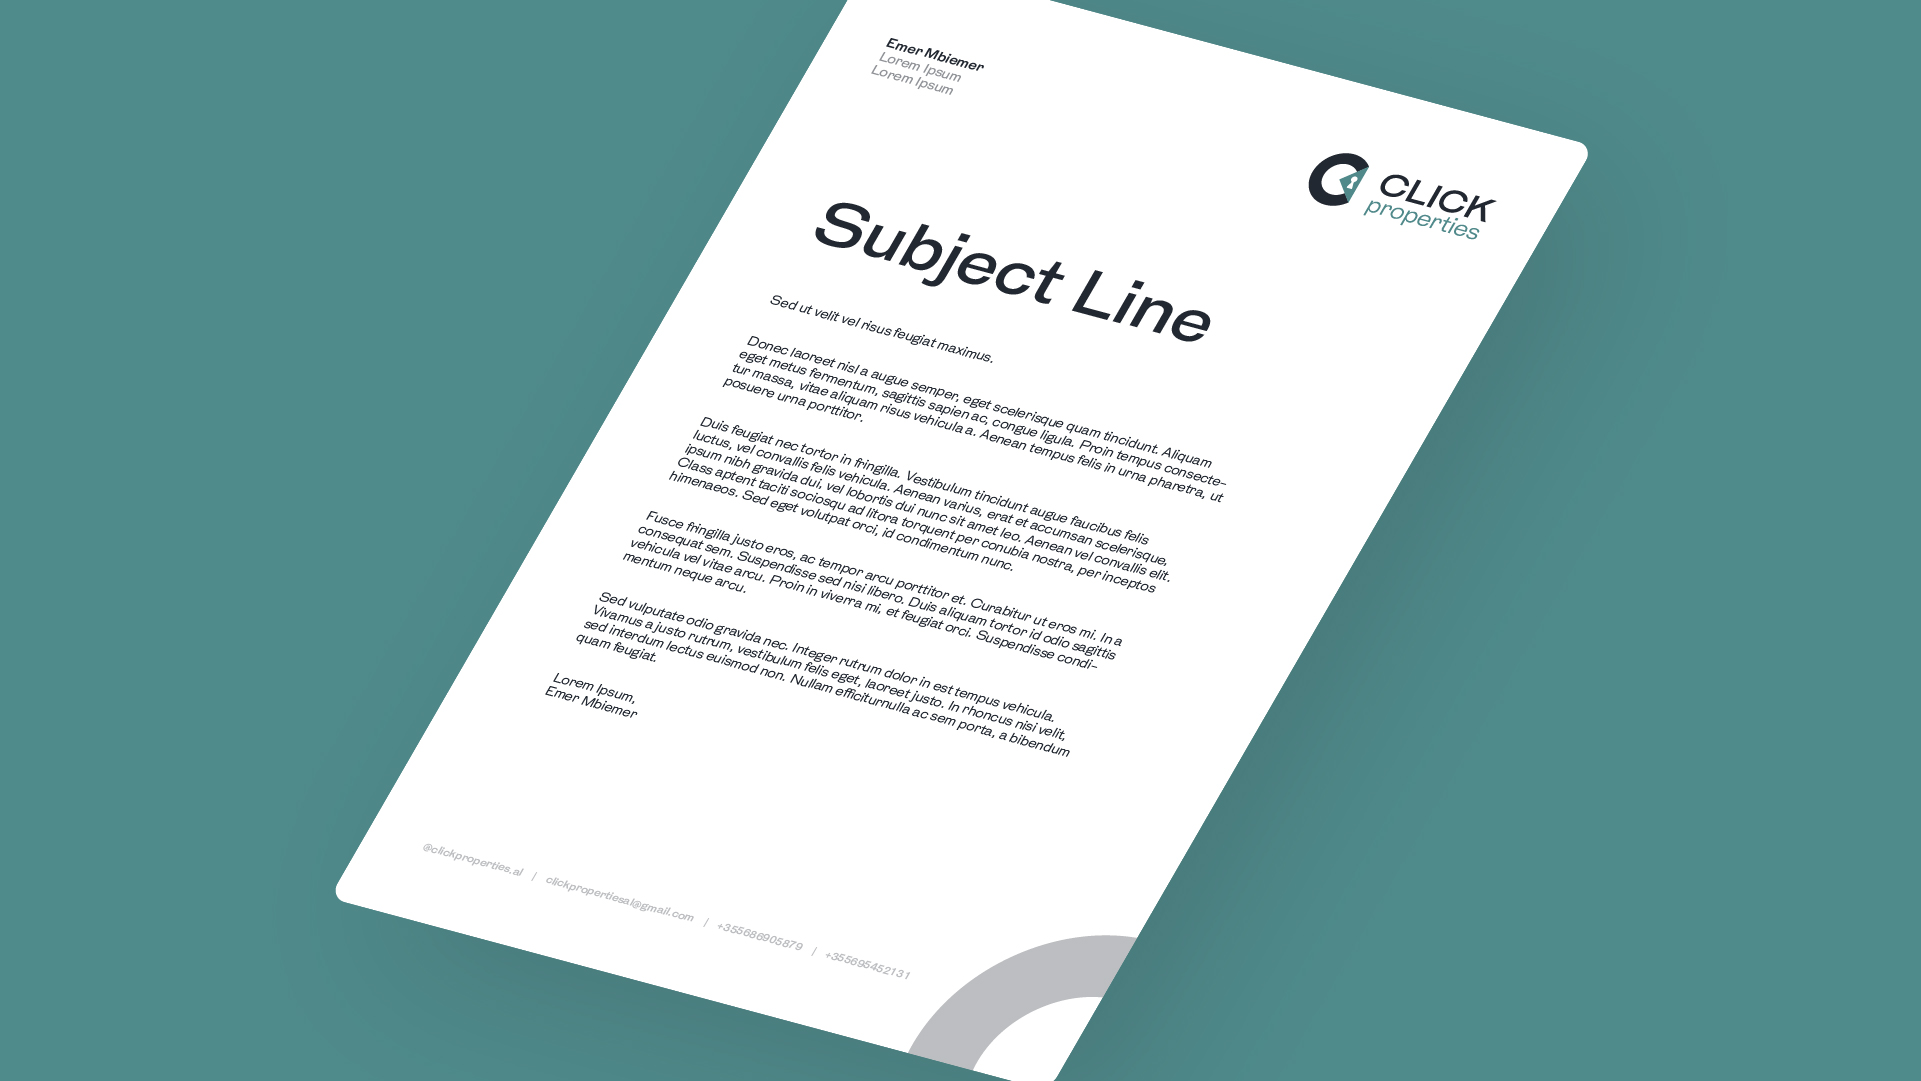 Emer Mbiemer
Lorem Ipsum
Lorem Ipsum
CLICK
properties
Subject Line
Sed ut velit vel risus feugiat maximus.
Donec laoreet nisl a augue semper, eget scelerisque quam tincidunt. Aliquam
eget metus fermentum, sagittis sapien ac, congue ligula. Proin tempus consecte-
tur massa, vitae aliquam risus vehicula a. Aenean tempus felis in urna pharetra, ut
posuere urna porttitor.
Duis feugiat nec tortor in fringilla. Vestibulum tincidunt augue faucibus felis
luctus, vel convallis felis vehicula. Aenean varius, erat et accumsan scelerisque,
ipsum nibh gravida dui, vel lobortis dui nunc sit amet leo. Aenean vel convallis elit.
Class aptent taciti sociosqu ad litora torquent per conubia nostra, per inceptos
himenaeos. Sed eget volutpat orci, id condimentum nunc.
Fusce fringilla justo eros, ac tempor arcu porttitor et. Curabitur ut eros mi. In a
consequat sem. Suspendisse sed nisi libero. Duis aliquam tortor id odio sagittis
vehicula vel vitae arcu. Proin in viverra mi, et feugiat orci. Suspendisse condi-
mentum neque arcu.
Sed vulputate odio gravida nec. Integer rutrum dolor in est tempus vehicula.
Vivamus a justo rutrum, vestibulum felis eget, laoreet justo. In rhoncus nisi velit,
sed interdum lectus euismod non. Nullam efficiturnulla ac sem porta, a bibendum
quam feugiat.
Lorem Ipsum,
Emer Mbiemer
@clickproperties.al | clickpropertiesal@gmail.com | +355686905879 | +355695452131